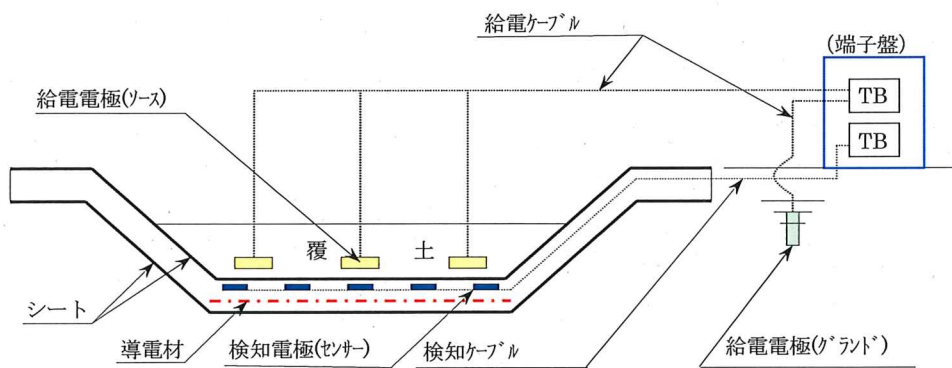 給電ケーブル
(端子盤)
給電電極(ソース)
TB
TB
覆 土
シート
導電材
検知電極(センサー)
検知ケーブル
給電電極(グランド)